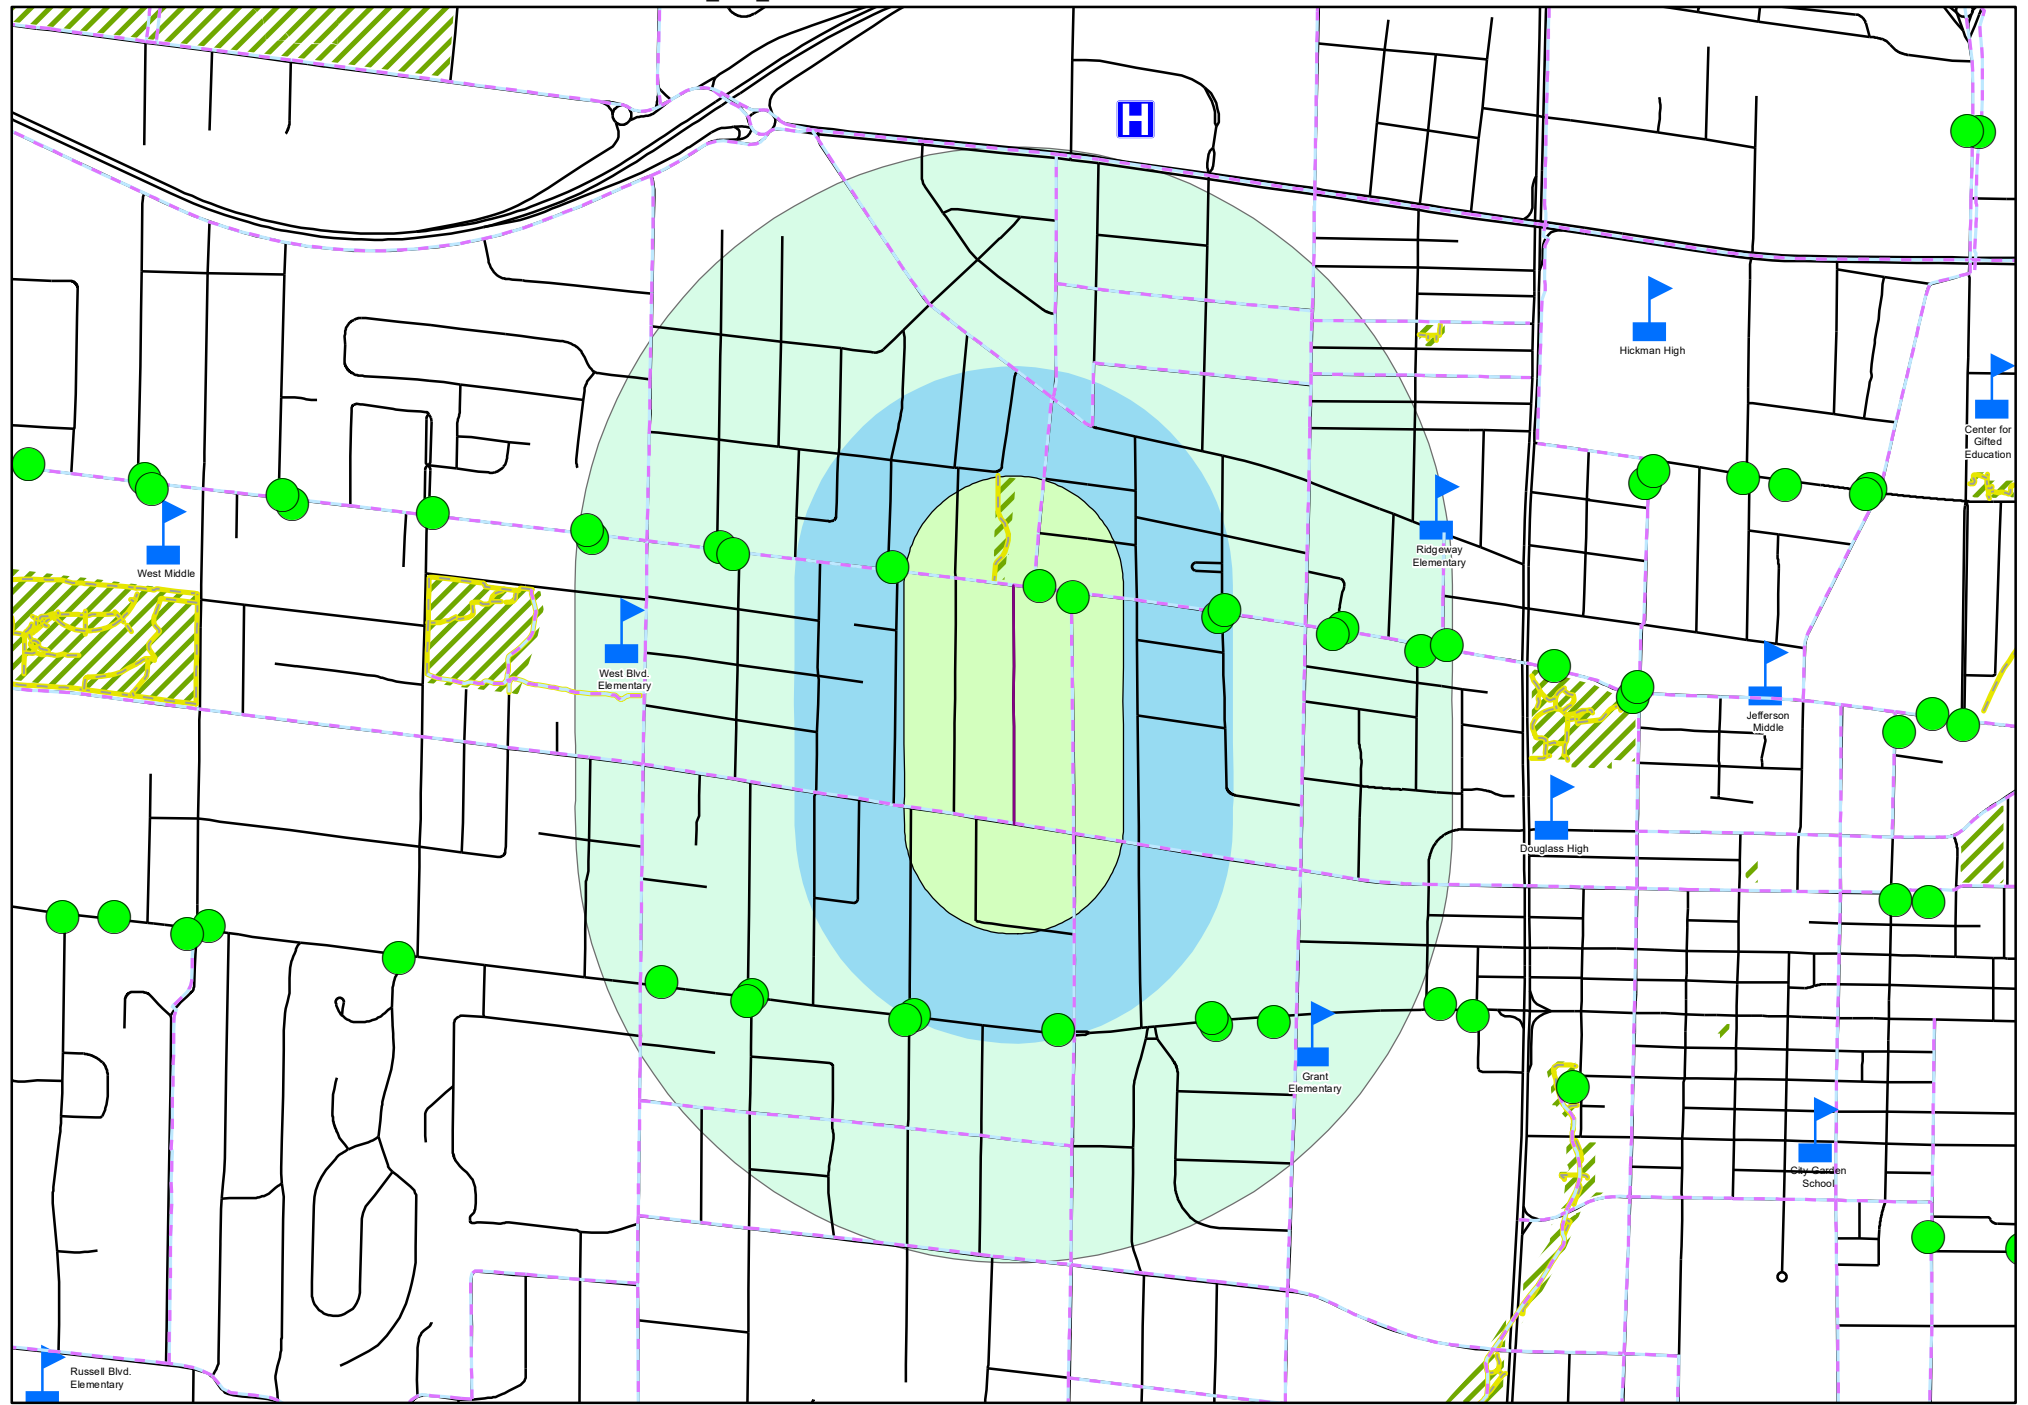 H
Hickman High
Center for
Gifted
Education
Ridgeway
Elementary
West Middle
West Blvd.
Elementary
Jefferson
Middle
Douglass High
Grant
Elementary
City Garden
School
Russell Blvd.
Elementary